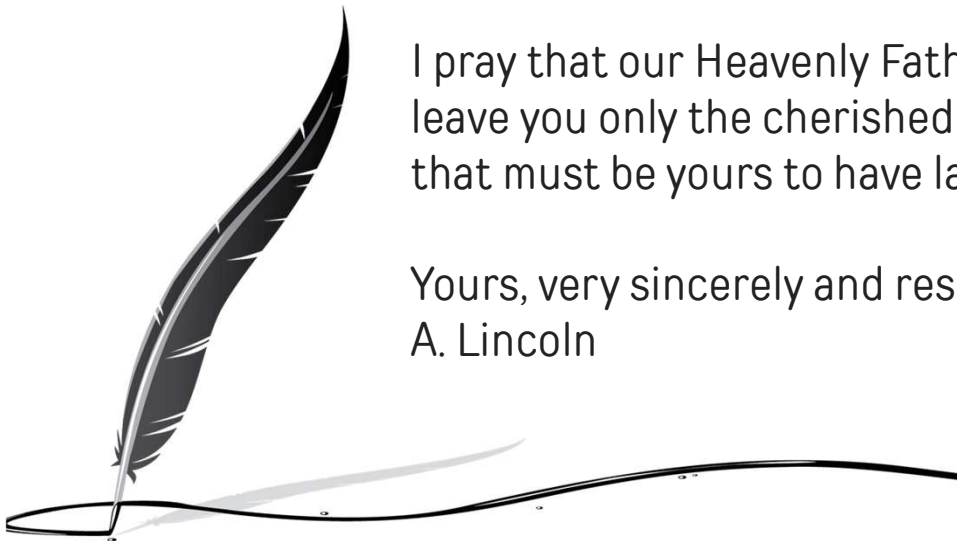 I pray that our Heavenly Fath
leave you only the cherished
that must be yours to have la
Yours, very sincerely and res
A. Lincoln